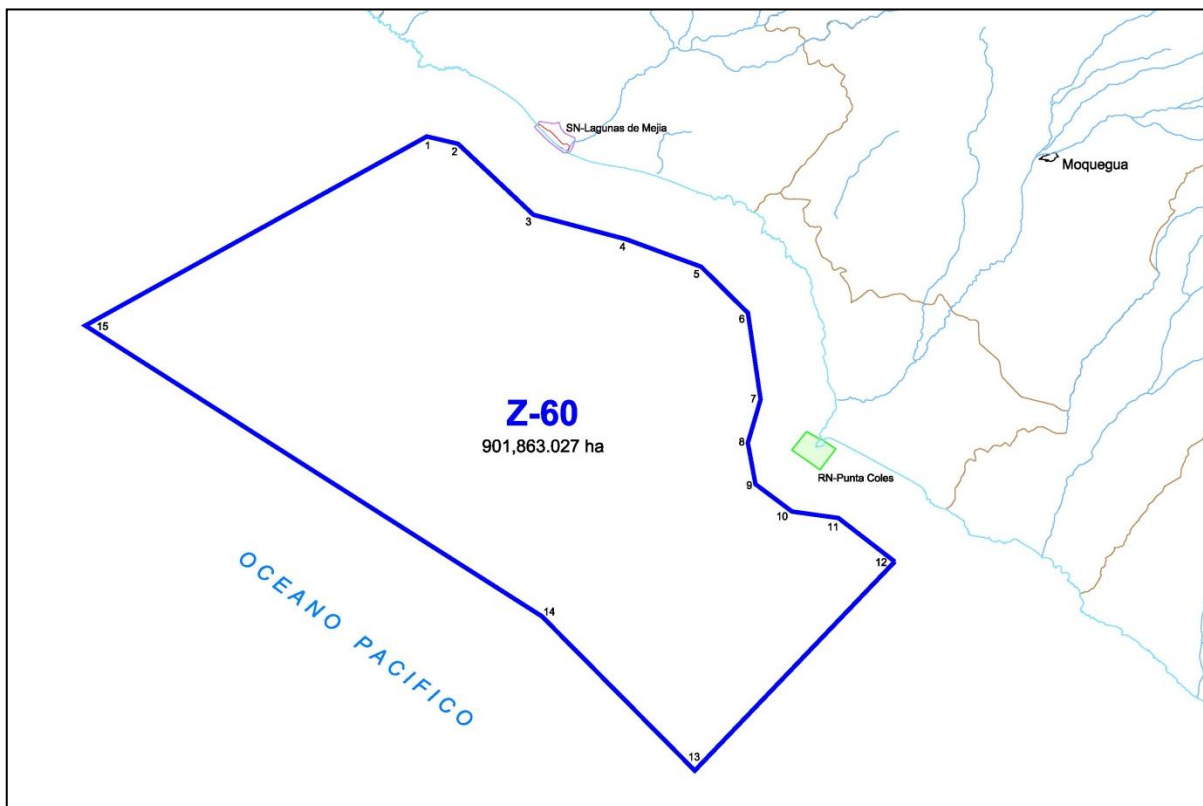 SN-Lagunas de Mejia
1
2
Moquegua
3
4
5
6
15
7
Z-60
901,863.027 ha
8
RN-Punta Coles
9
10
11
12
OCEANO PACIFICO
14
13